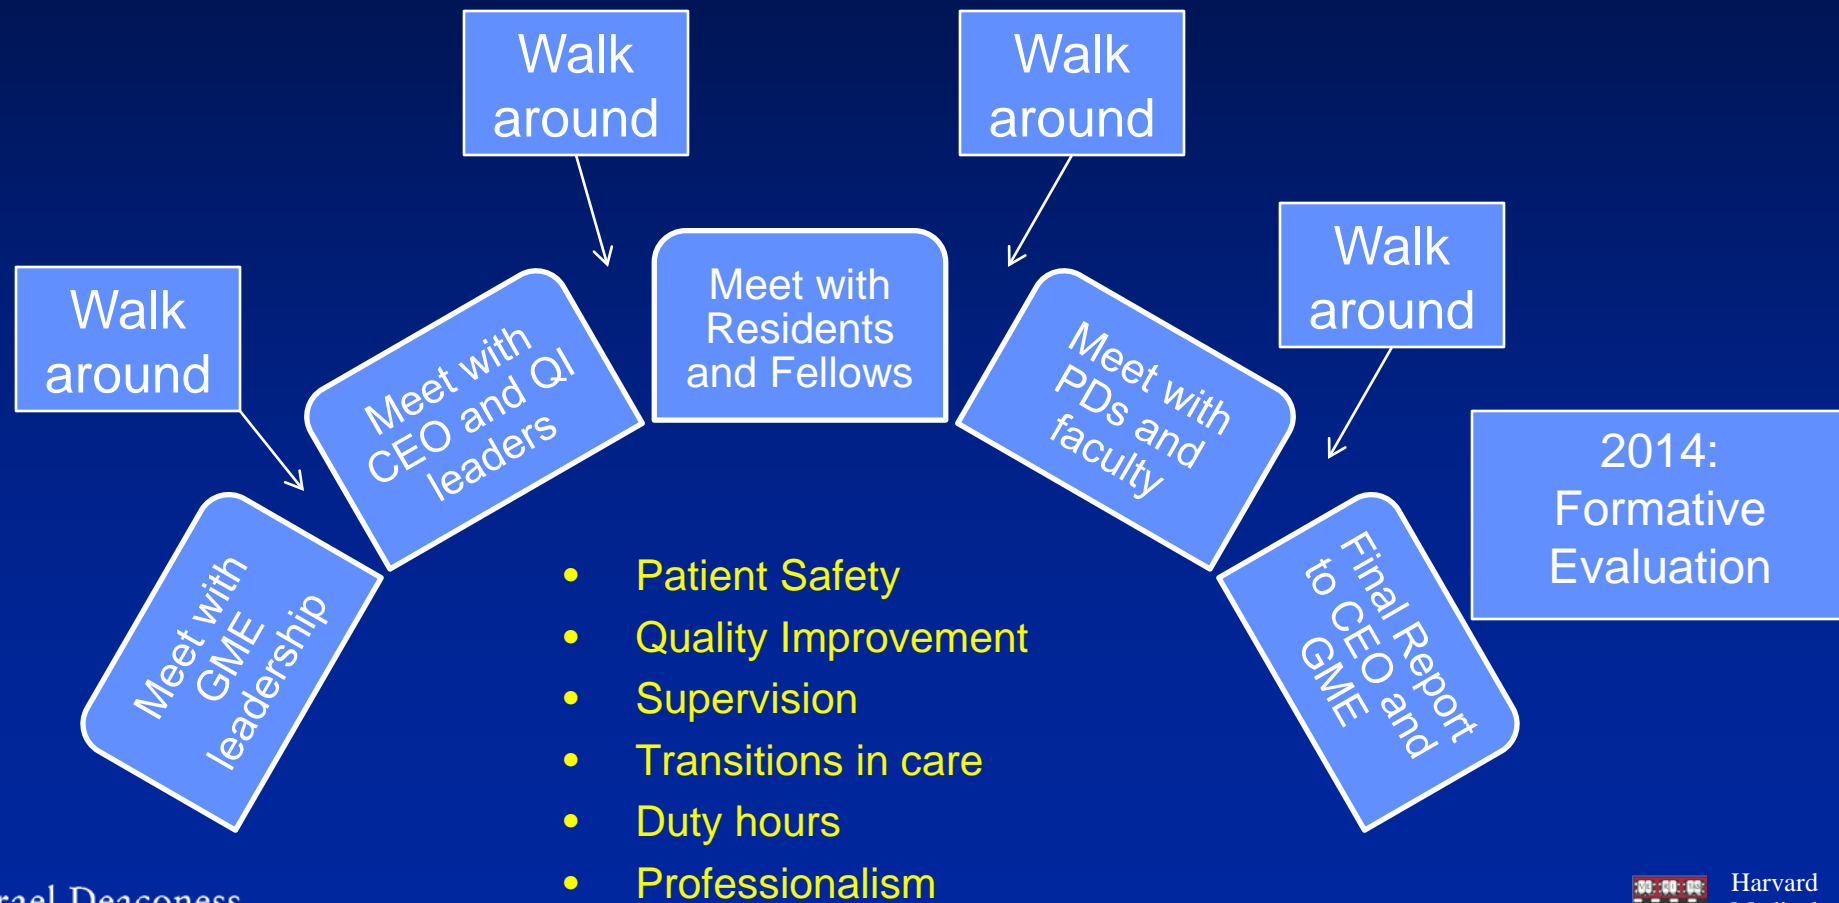 Walk
around
Walk
around
Walk
around
Walk
around
Meet with
GME
leadership
Meet with
CEO and QI
leaders
Meet with
Residents
and Fellows
Meet with
PDs and
faculty
Final Report
to CEO and
GME
2014:
Formative
Evaluation
• Patient Safety
• Quality Improvement
• Supervision
• Transitions in care
• Duty hours
• Professionalism
Deaconess
Harvard